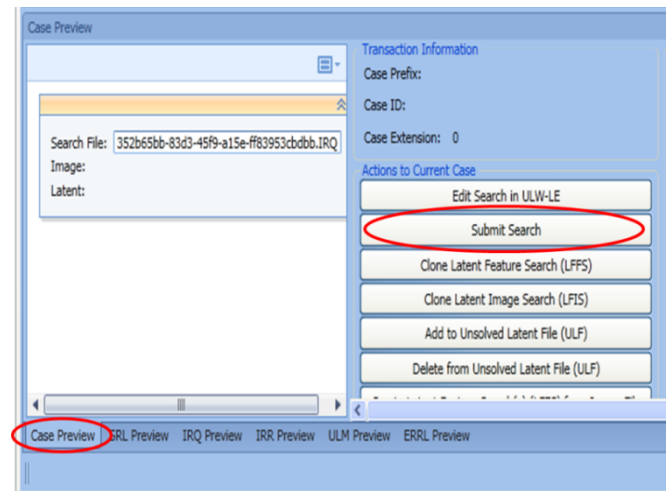 Case Preview
Transaction Information
Case Prefix:
Case ID:
Case Extension: 0
Search File: 352b65bb-83d3-45f9-a15e-ff83953cbdbb.IRQ
Image:
Latent:
Actions to Current Case
Edit Search in ULW-LE
Submit Search
Clone Latent Feature Search (LFFS)
Clone Latent Image Search (LFIS)
Add to Unsolved Latent File (ULF)
Delete from Unsolved Latent File (ULF)
Case Preview SRL Preview IRQ Preview IRR Preview ULM Preview ERRL Preview